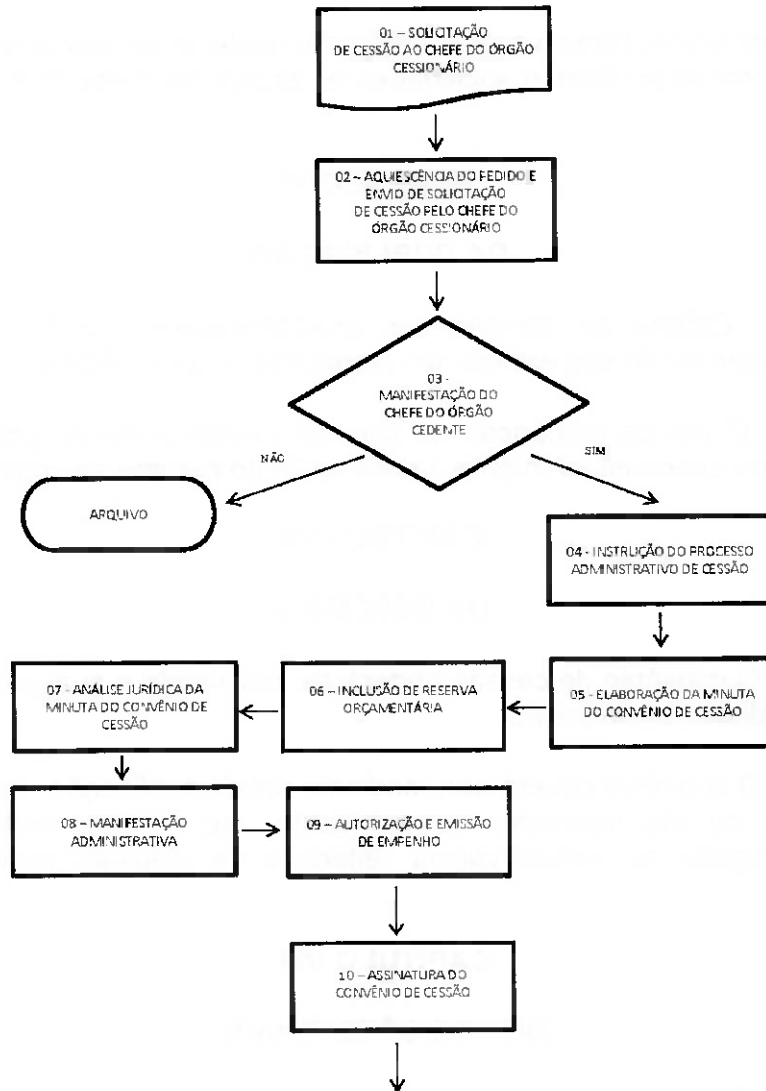 01 – SOLICITAÇÃO
DE CESSÃO AO CHEFE DO ÓRGÃO
CESSIONÁRIO
02 – AQUIESCÊNCIA DO PEDIDO E
ENVIO DE SOLICITAÇÃO
DE CESSÃO PELO CHEFE DO
ÓRGÃO CESSIONÁRIO
03 -
MANIFESTAÇÃO DO
CHEFE DO ÓRGÃO
CEDENTE
NÃO
SIM
ARQUIVO
04 - INSTRUÇÃO DO PROCESSO
ADMINISTRATIVO DE CESSÃO
05 - ELABORAÇÃO DA MINUTA
DO CONVÊNIO DE CESSÃO
06 – INCLUSÃO DE RESERVA
ORÇAMENTÁRIA
07 - ANÁLISE JURÍDICA DA
MINUTA DO CONVÊNIO DE
CESSÃO
08 – MANIFESTAÇÃO
ADMINISTRATIVA
09 – AUTORIZAÇÃO E EMISSÃO
DE EMPENHO
10 – ASSINATURA DO
CONVÊNIO DE CESSÃO